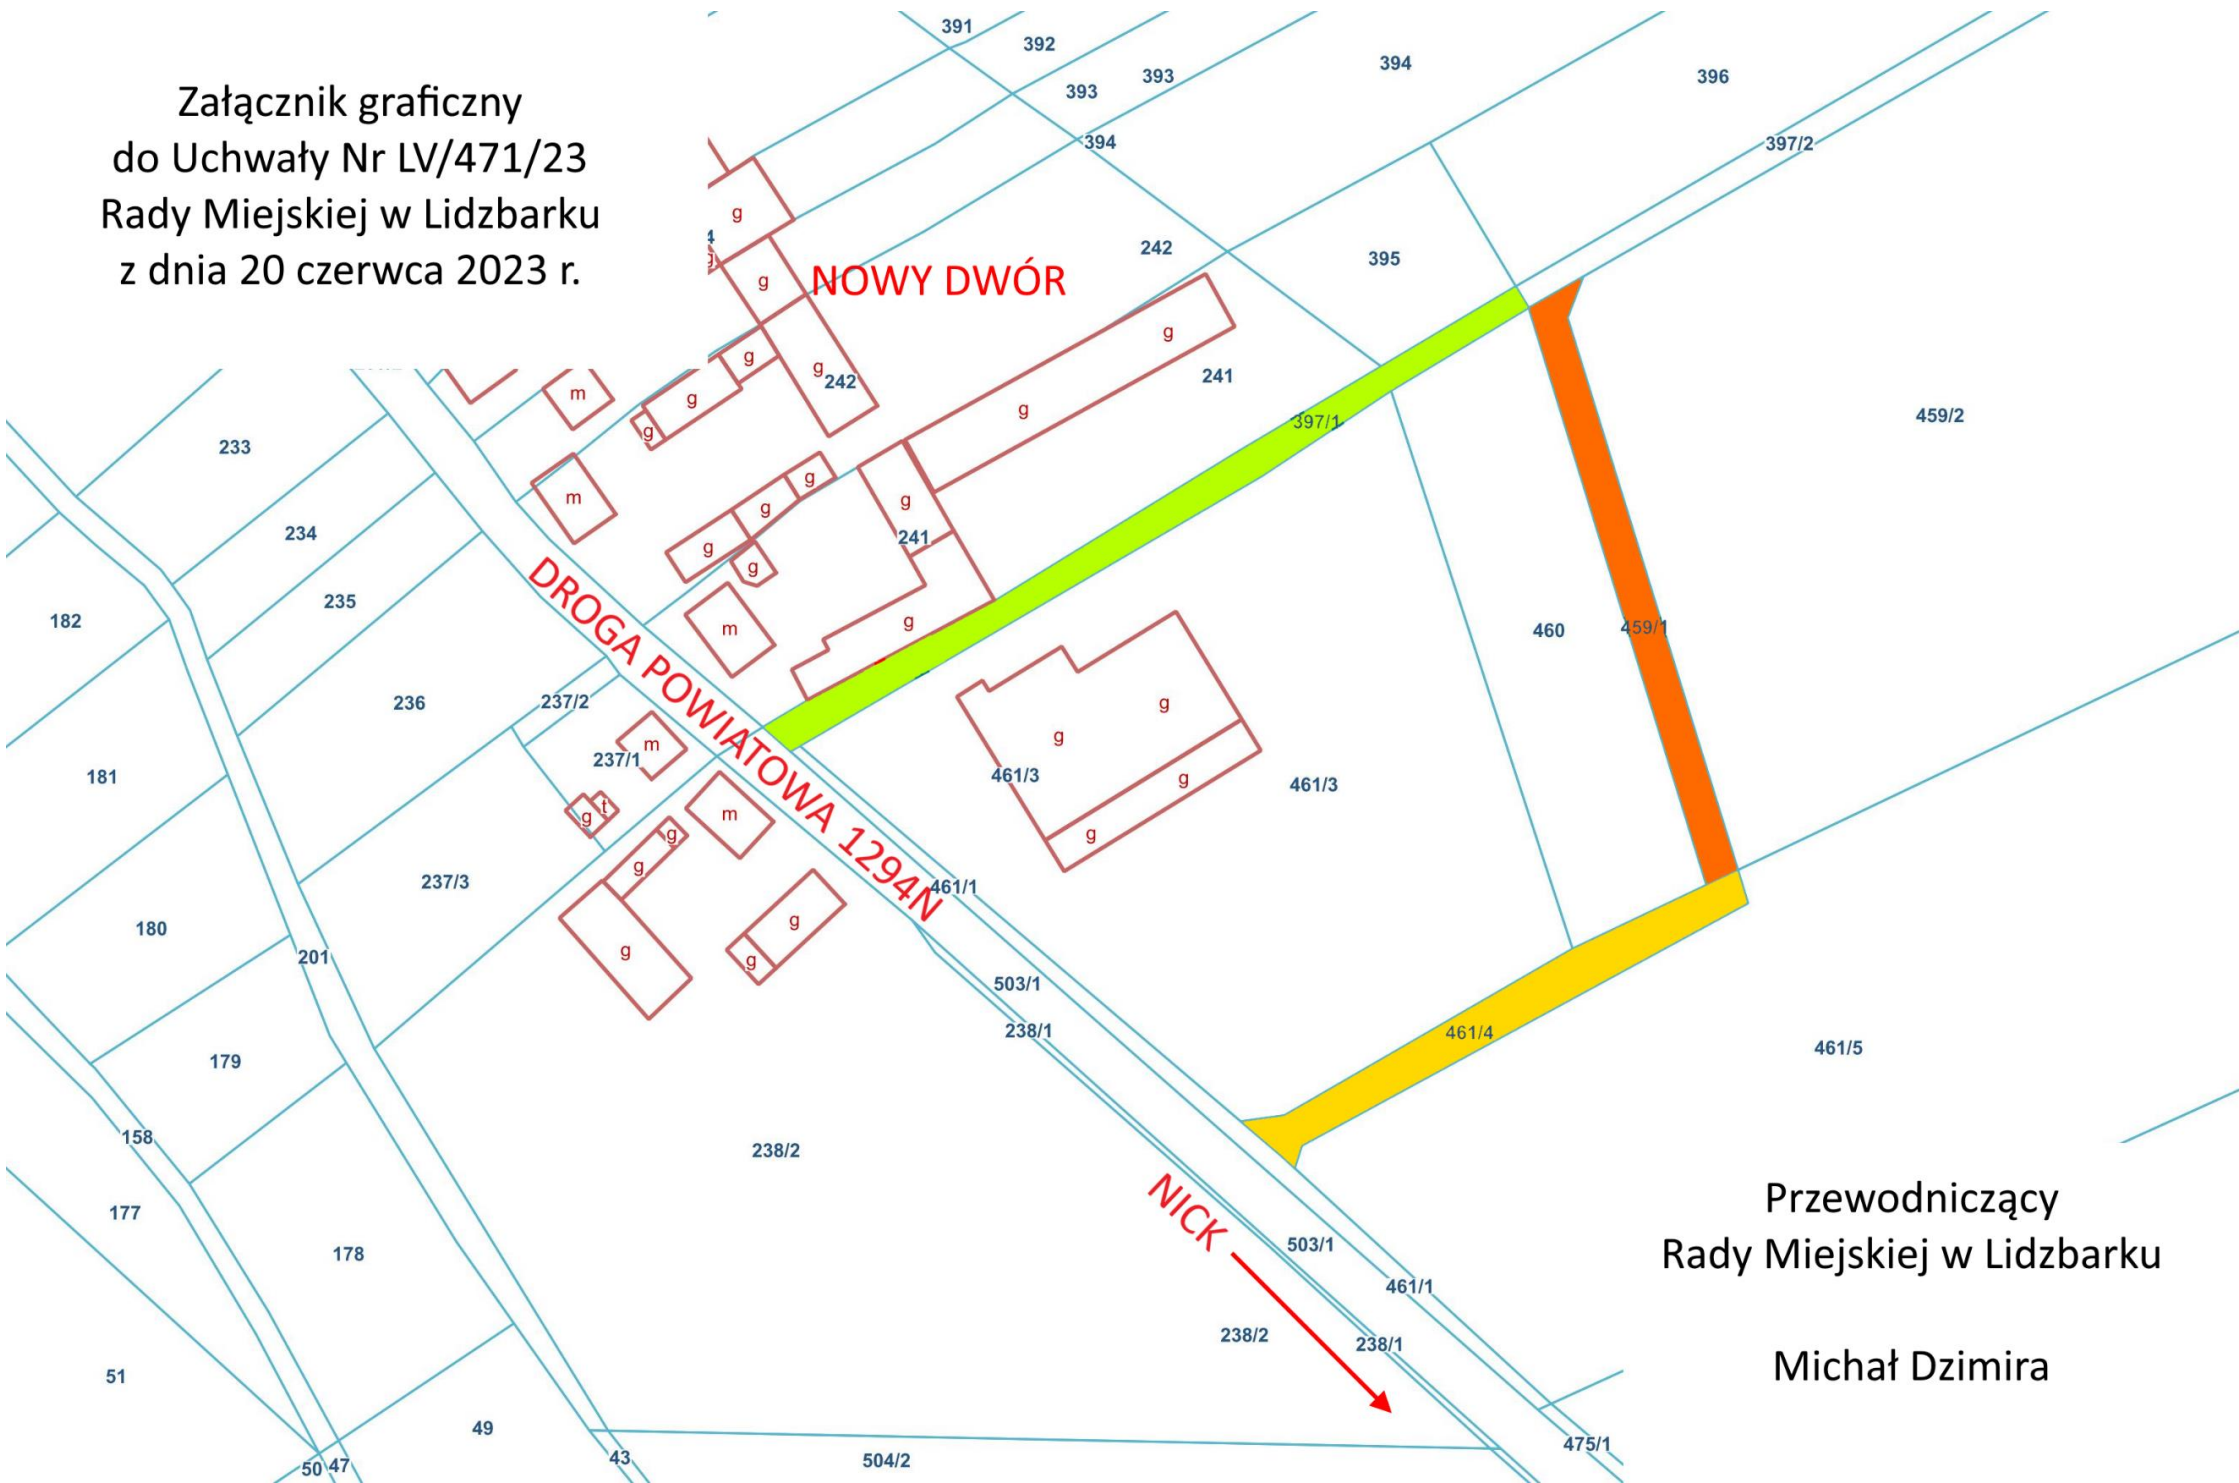 Załącznik graficzny
do Uchwały Nr LV/471/23
Rady Miejskiej w Lidzbarku
z dnia 20 czerwca 2023 r.
391
392
393
393
394
394
396
397/2
4
g
g
g
NOWY DWÓR
242
395
g
g
g
242
g
241
m
g
g
g
397/1
459/2
233
m
g
g
g
g
241
234
g
g
235
182
DROGA POWIATOWA 1294N
m
g
460
459/1
236
237/2
237/1
m
g
g
461/3
461/3
g
g
181
t
g
m
g
g
237/3
461/1
180
g
g
g
201
503/1
238/1
461/4
461/5
179
158
238/2
177
178
NICK
503/1
461/1
238/2
238/1
Przewodniczący
Rady Miejskiej w Lidzbarku
Michał Dzimira
51
49
50
47
43
504/2
475/1